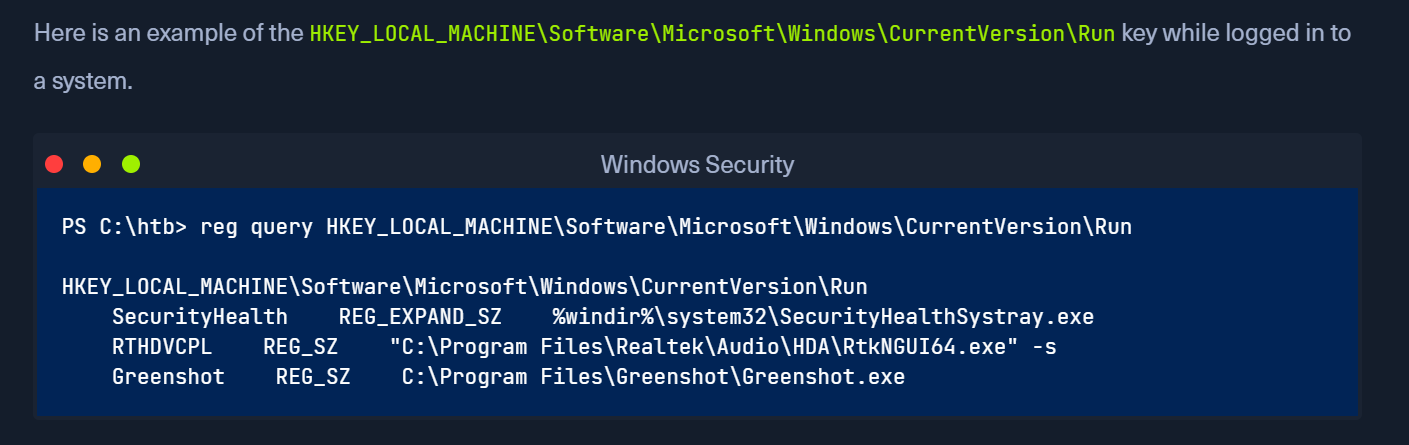 Here is an example of the HKEY_LOCAL_MACHINE\Software\Microsoft\Windows\CurrentVersion\Run key while logged in to
a system.
Windows Security
PS C:\htb> reg query HKEY_LOCAL_MACHINE\Software\Microsoft\Windows\CurrentVersion\Run
HKEY_LOCAL_MACHINE\Software\Microsoft\Windows\CurrentVersion\Run
    SecurityHealth    REG_EXPAND_SZ    %windir%\system32\SecurityHealthSystray.exe
    RTHDVCPL    REG_SZ    "C:\Program Files\Realtek\Audio\HDA\RtkNGUI64.exe" -s
    Greenshot    REG_SZ    C:\Program Files\Greenshot\Greenshot.exe